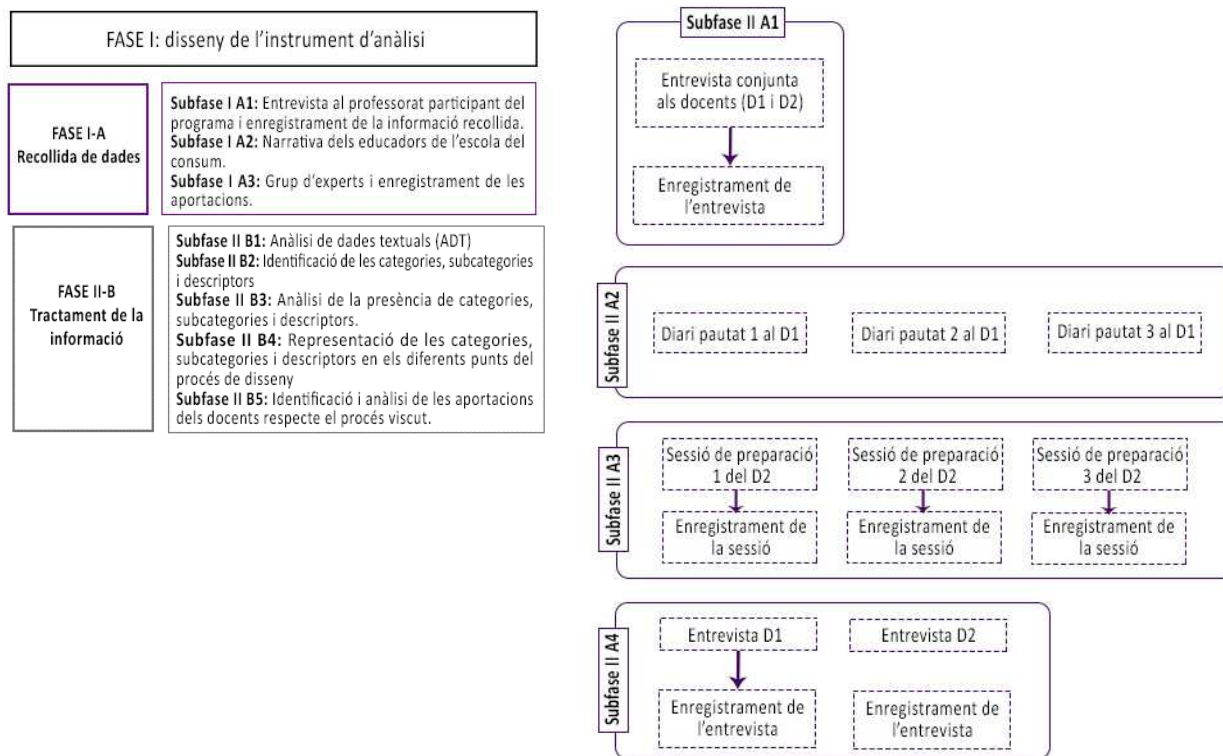 FASE I: disseny de l'instrument d'anàlisi
FASE I-A
Recollida de dades
Subfase I A1: Entrevista al professorat participant del
programa i enregistrament de la informació recollida.
Subfase I A2: Narrativa dels educadors de l'escola del
consum.
Subfase I A3: Grup d'experts i enregistrament de les
aportacions.
FASE II-B
Tractament de la
informació
Subfase II B1: Anàlisi de dades textuals (ADT)
Subfase II B2: Identificació de les categories, subcategories
i descriptors
Subfase II B3: Anàlisi de la presència de categories,
subcategories i descriptors.
Subfase II B4: Representació de les categories,
subcategories i descriptors en els diferents punts del
procés de disseny
Subfase II B5: Identificació i anàlisi de les aportacions
dels docents respecte el procés viscut.
Subfase II A1
Entrevista conjunta
als docents (D1 i D2)
Enregistrament de
l'entrevista
Subfase II A2
Diari pautat 1 al D1
Diari pautat 2 al D1
Diari pautat 3 al D1
Subfase II A3
Sessió de preparació
1 del D2
Sessió de preparació
2 del D2
Sessió de preparació
3 del D2
Enregistrament de
la sessió
Enregistrament de
la sessió
Enregistrament de
la sessió
Subfase II A4
Entrevista D1
Entrevista D2
Enregistrament de
l'entrevista
Enregistrament de
l'entrevista